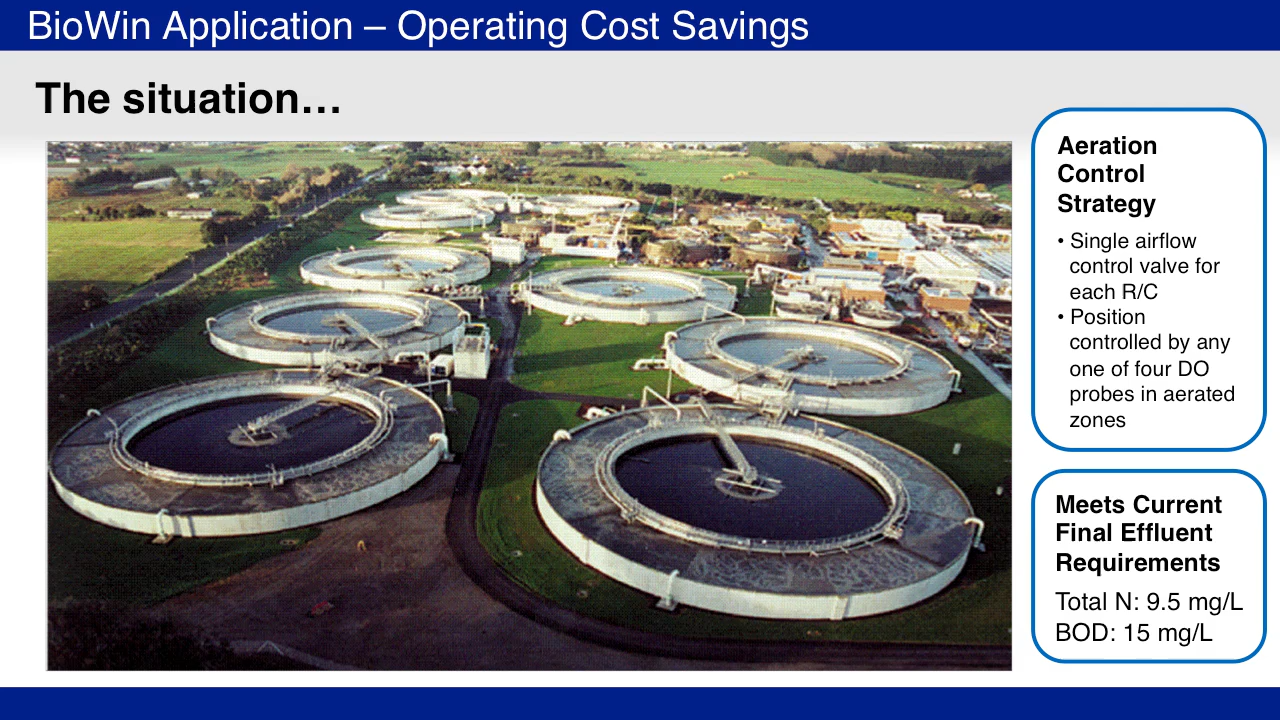 BioWin Application – Operating Cost Savings
The situation…
Aeration
Control
Strategy
• Single airflow
control valve for
each R/C
• Position
controlled by any
one of four DO
probes in aerated
zones
Meets Current
Final Effluent
Requirements
Total N: 9.5 mg/L
BOD: 15 mg/L